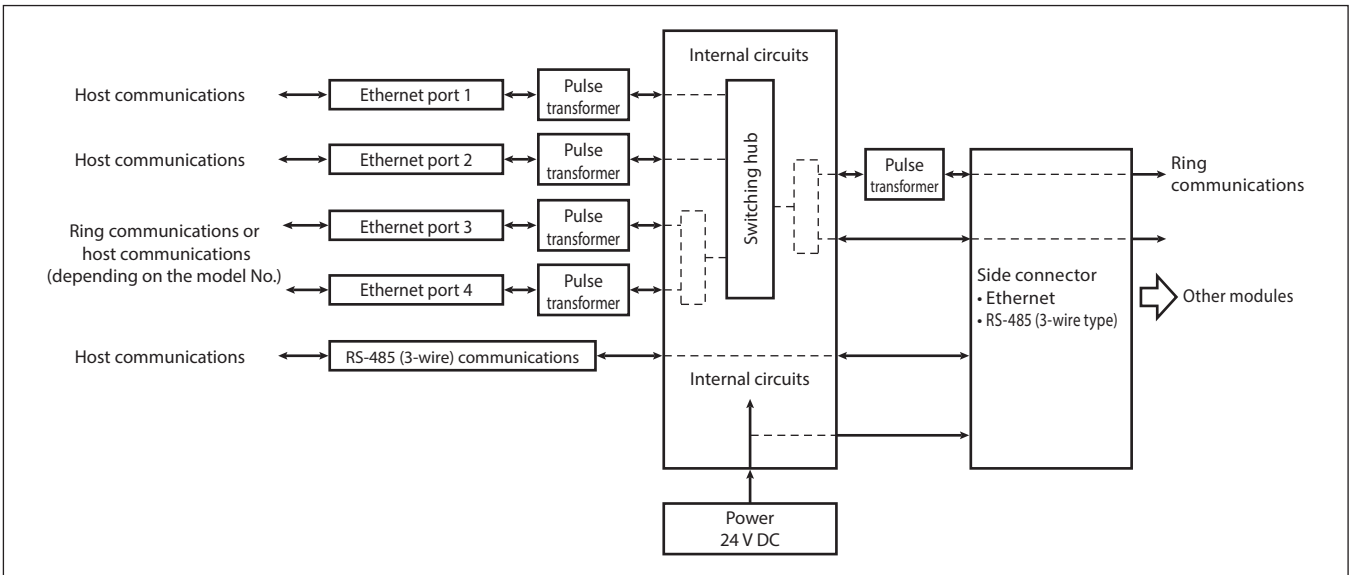 Internal circuits
Host communications
Ethernet port 1
Pulse
transformer
Host communications
Ethernet port 2
Pulse
transformer
Switching hub
Pulse
transformer
Ring
communications
Ring communications or
host communications
(depending on the model No.)
Ethernet port 3
Pulse
transformer
Ethernet port 4
Pulse
transformer
Side connector
• Ethernet
• RS-485 (3-wire type)
Other modules
Host communications
RS-485 (3-wire) communications
Internal circuits
Power
24 V DC